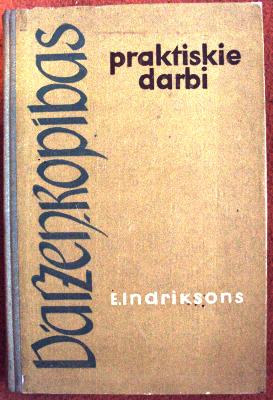 Dārzenkopības
praktiskie
darbi
E. Indriksons